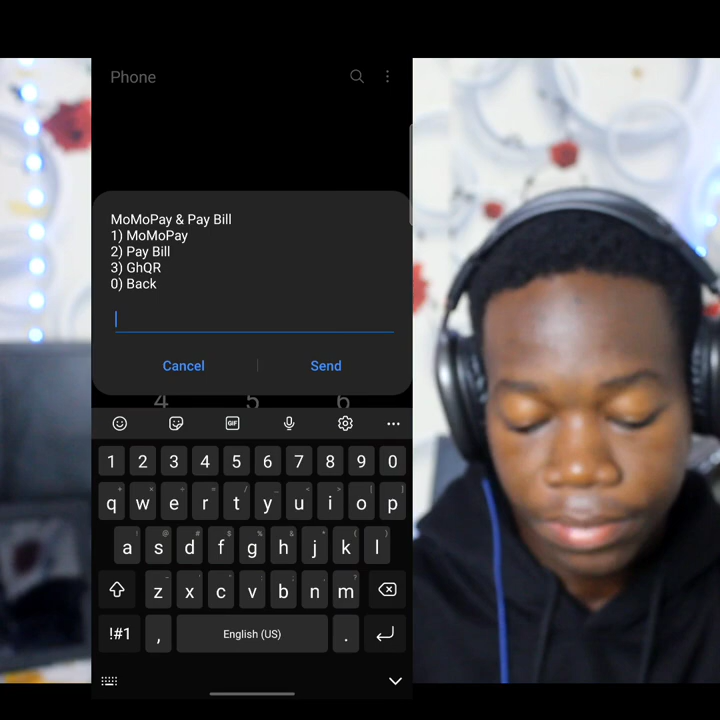 Phone
MoMoPay & Pay Bill
1) MoMoPay
2) Pay Bill
3) GhQR
0) Back
Cancel
Send
4 5 6
GIF
1 2 3 4 5 6 7 8 9 0
q w e r t y u i o p
a s d f g h j k l
z x c v b n m
!#1 , English (US) .